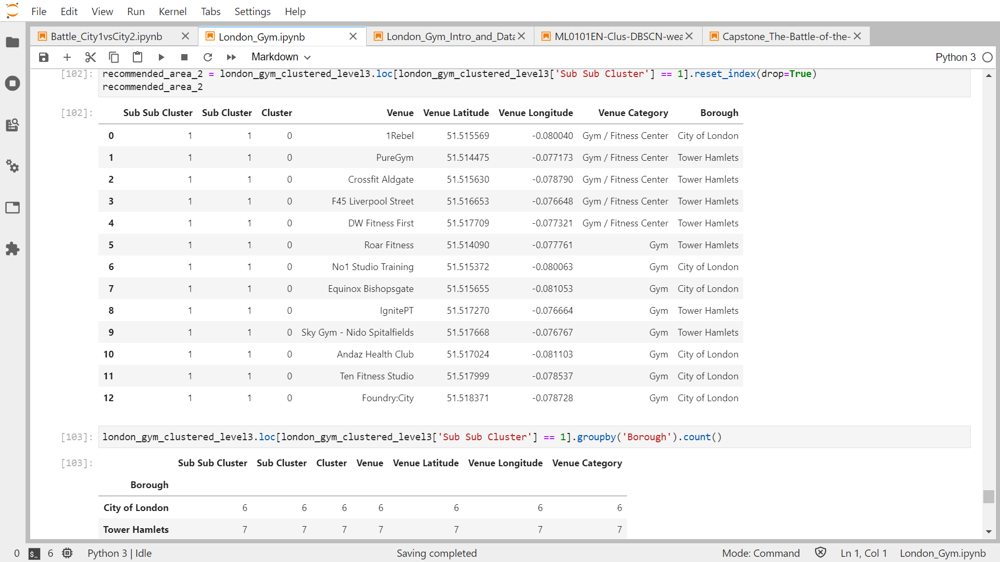 File Edit View Run Kernel Tabs Settings Help
Battle_City1vsCity2.ipynb London_Gym.ipynb London_Gym_Intro_and_Data ML0101EN-Clus-DBSCN-wea Capstone_The-Battle-of-the-
Markdown Python 3
[102]: recommended_area_2 = london_gym_clustered_level3.loc[london_gym_clustered_level3['Sub Sub Cluster'] == 1].reset_index(drop=True)
recommended_area_2
[102]: Sub Sub Cluster Sub Cluster Cluster Venue Venue Latitude Venue Longitude Venue Category Borough
0 1 1 0 1Rebel 51.515569 -0.080040 Gym / Fitness Center City of London
1 1 1 0 PureGym 51.514475 -0.077173 Gym / Fitness Center Tower Hamlets
2 1 1 0 Crossfit Aldgate 51.515630 -0.078790 Gym / Fitness Center Tower Hamlets
3 1 1 0 F45 Liverpool Street 51.516653 -0.076648 Gym / Fitness Center Tower Hamlets
4 1 1 0 DW Fitness First 51.517709 -0.077321 Gym / Fitness Center Tower Hamlets
5 1 1 0 Roar Fitness 51.514090 -0.077761 Gym Tower Hamlets
6 1 1 0 No1 Studio Training 51.515372 -0.080063 Gym City of London
7 1 1 0 Equinox Bishopsgate 51.515655 -0.081053 Gym City of London
8 1 1 0 IgnitePT 51.517270 -0.076664 Gym Tower Hamlets
9 1 1 0 Sky Gym - Nido Spitalfields 51.517668 -0.076767 Gym Tower Hamlets
10 1 1 0 Andaz Health Club 51.517024 -0.081103 Gym City of London
11 1 1 0 Ten Fitness Studio 51.517999 -0.078537 Gym City of London
12 1 1 0 Foundry:City 51.518371 -0.078728 Gym City of London
[103]: london_gym_clustered_level3.loc[london_gym_clustered_level3['Sub Sub Cluster'] == 1].groupby('Borough').count()
[103]: Sub Sub Cluster Sub Cluster Cluster Venue Venue Latitude Venue Longitude Venue Category
Borough
City of London 6 6 6 6 6 6 6
Tower Hamlets 7 7 7 7 7 7 7
0 $_ 6 Python 3 | Idle Saving completed Mode: Command Ln 1, Col 1 London_Gym.ipynb